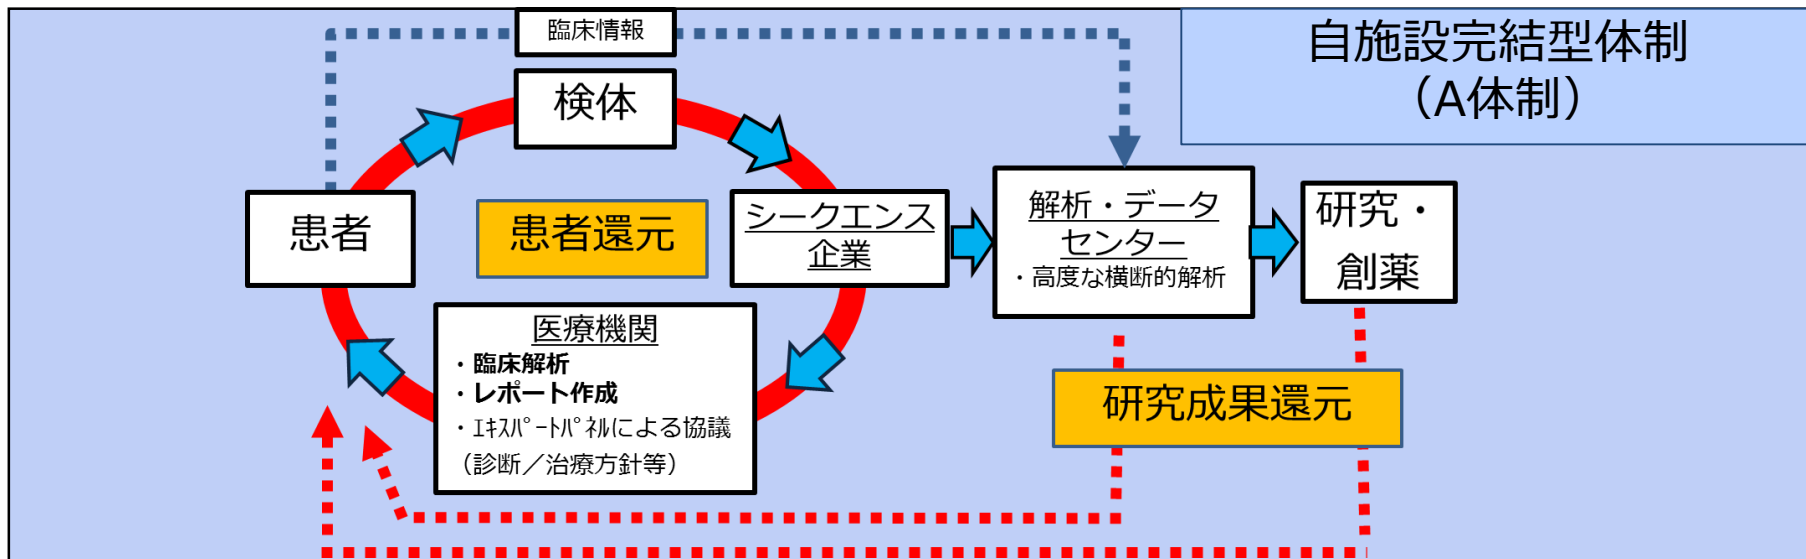 臨床情報
自施設完結型体制
（A体制）
検体
患者
患者還元
シークエンス
企業
解析・データ
センター
・高度な横断的解析
研究・
創薬
医療機関
・臨床解析
・レポート作成
・ｴｷｽﾊﾟｰﾄﾊﾟﾈﾙによる協議
（診断／治療方針等）
研究成果還元